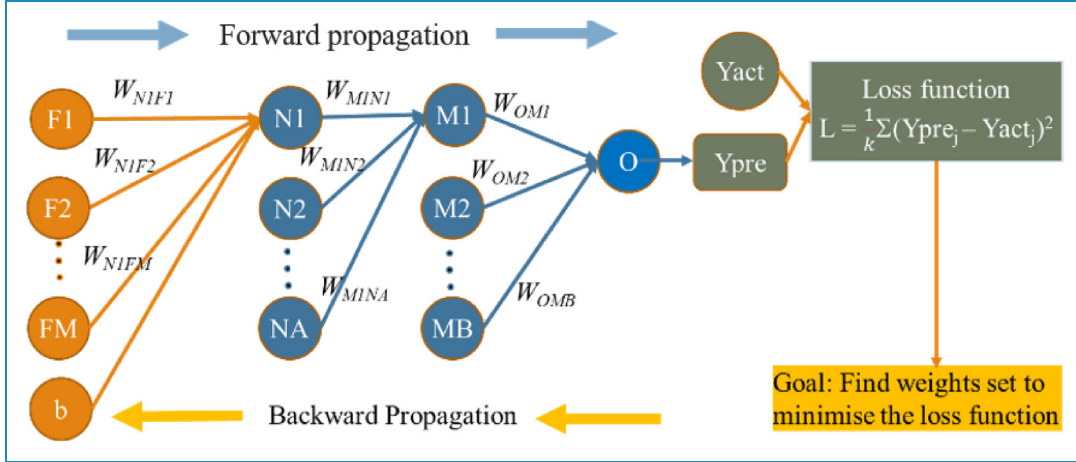 Forward propagation
Yact
Loss function
L = 1/k Σ(Ypre_j – Yact_j)²
W_N1F1
W_M1N1
W_OM1
F1
N1
M1
W_N1F2
W_M1N2
W_OM2
O
Ypre
F2
N2
M2
W_N1FM
W_M1NA
W_OMB
FM
NA
MB
b
Backward Propagation
Goal: Find weights set to
minimise the loss function